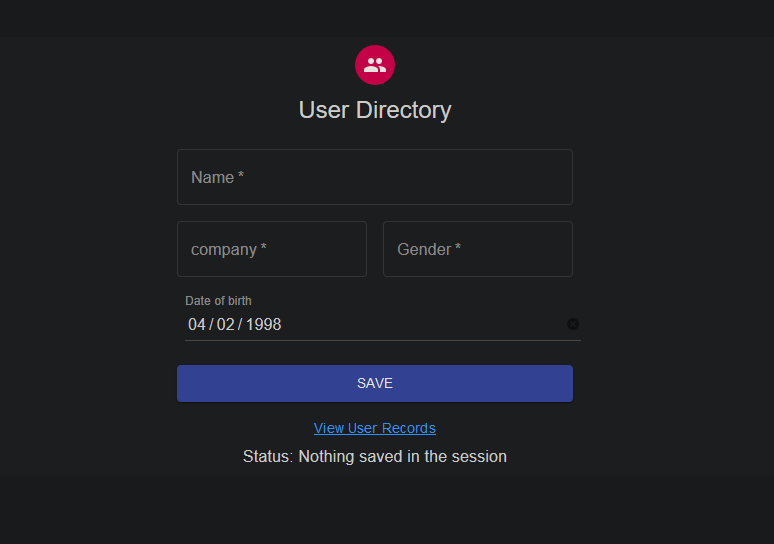 User Directory
Name *
company *
Gender *
Date of birth
04 / 02 / 1998
SAVE
View User Records
Status: Nothing saved in the session